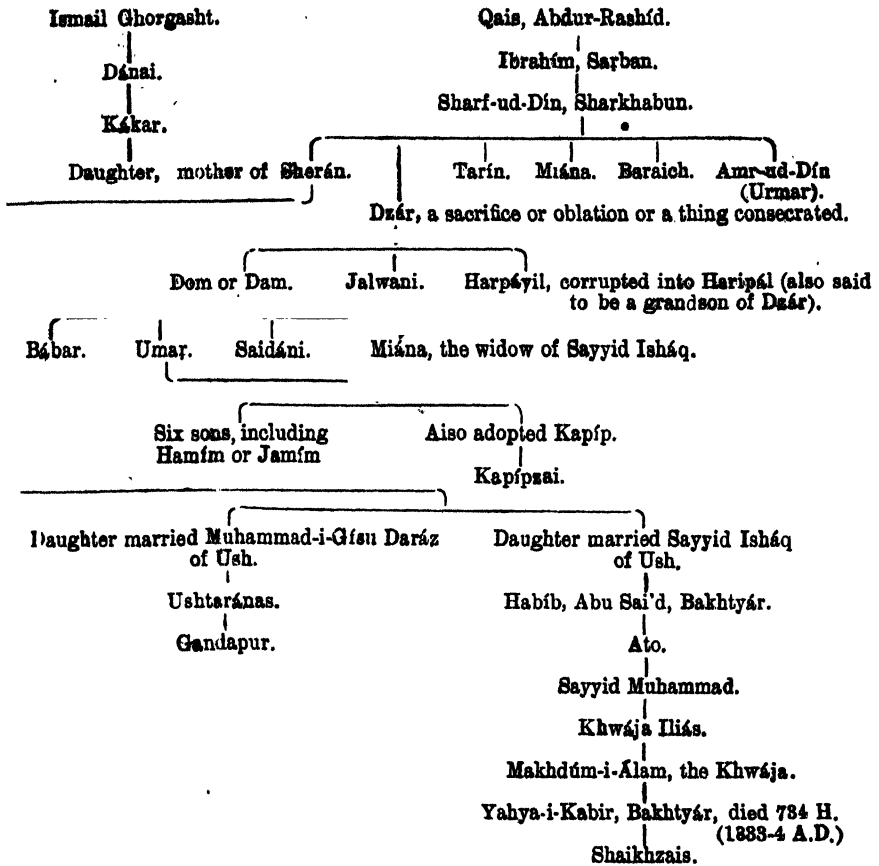 Ismail Ghorgasht.
Qais, Abdur-Rashíd.
Dánai.
Ibrahím, Saṛban.
Kákar.
Sharf-ud-Dín, Sharkhabun.
Daughter, mother of Sherán.
Tarín.
Miána.
Baraich.
Amr-ud-Dín
(Urmar).
Dzár, a sacrifice or oblation or a thing consecrated.
Dom or Dam.
Jalwani.
Harpáyil, corrupted into Haripál (also said
to be a grandson of Dzár).
Bábar.
Umaṛ.
Saidáni.
Miána, the widow of Sayyid Isháq.
Six sons, including
Hamím or Jamím
Also adopted Kapíp.
Kapípzai.
Daughter married Muhammad-i-Gísu Daráz
of Ush.
Daughter married Sayyid Isháq
of Ush.
Ushtaránas.
Habíb, Abu Sai'd, Bakhtyár.
Gandapur.
Ato.
Sayyid Muhammad.
Khwája Iliás.
Makhdúm-i-Álam, the Khwája.
Yahya-i-Kabir, Bakhtyár, died 734 H.
(1333-4 A.D.)
Shaikhzais.